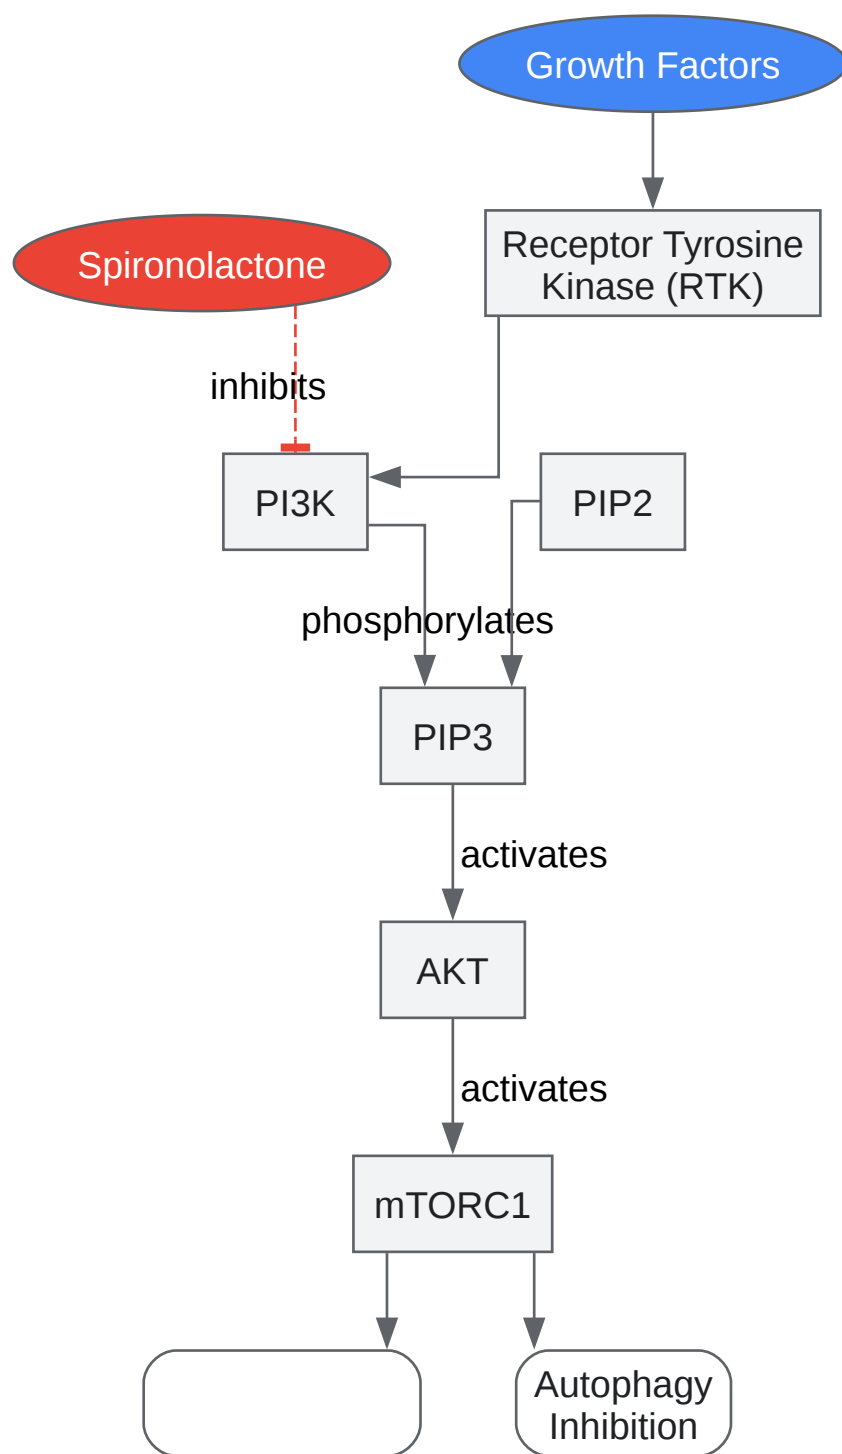 Growth Factors
Spironolactone
Receptor Tyrosine
Kinase (RTK)
inhibits
PI3K
PIP2
phosphorylates
PIP3
activates
AKT
activates
mTORC1
Autophagy
Inhibition